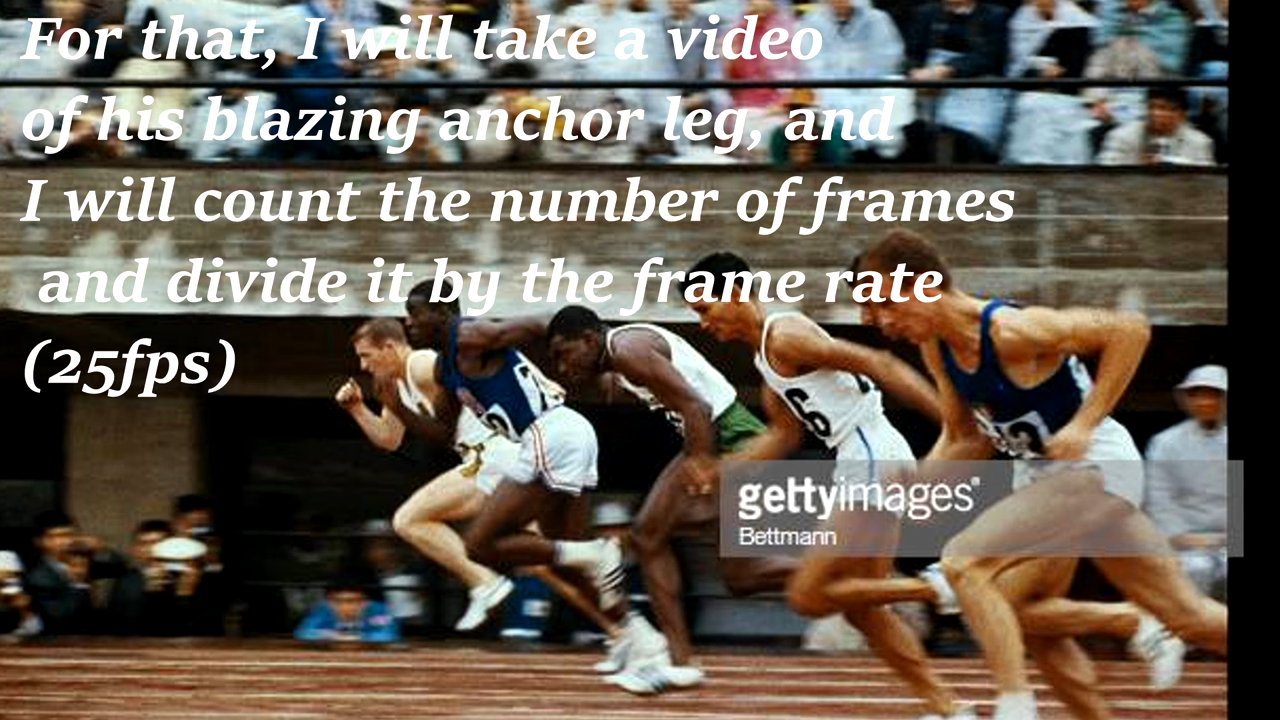 For that, I will take a video
of his blazing anchor leg, and
I will count the number of frames
and divide it by the frame rate
(25fps)
gettyimages®
Bettmann